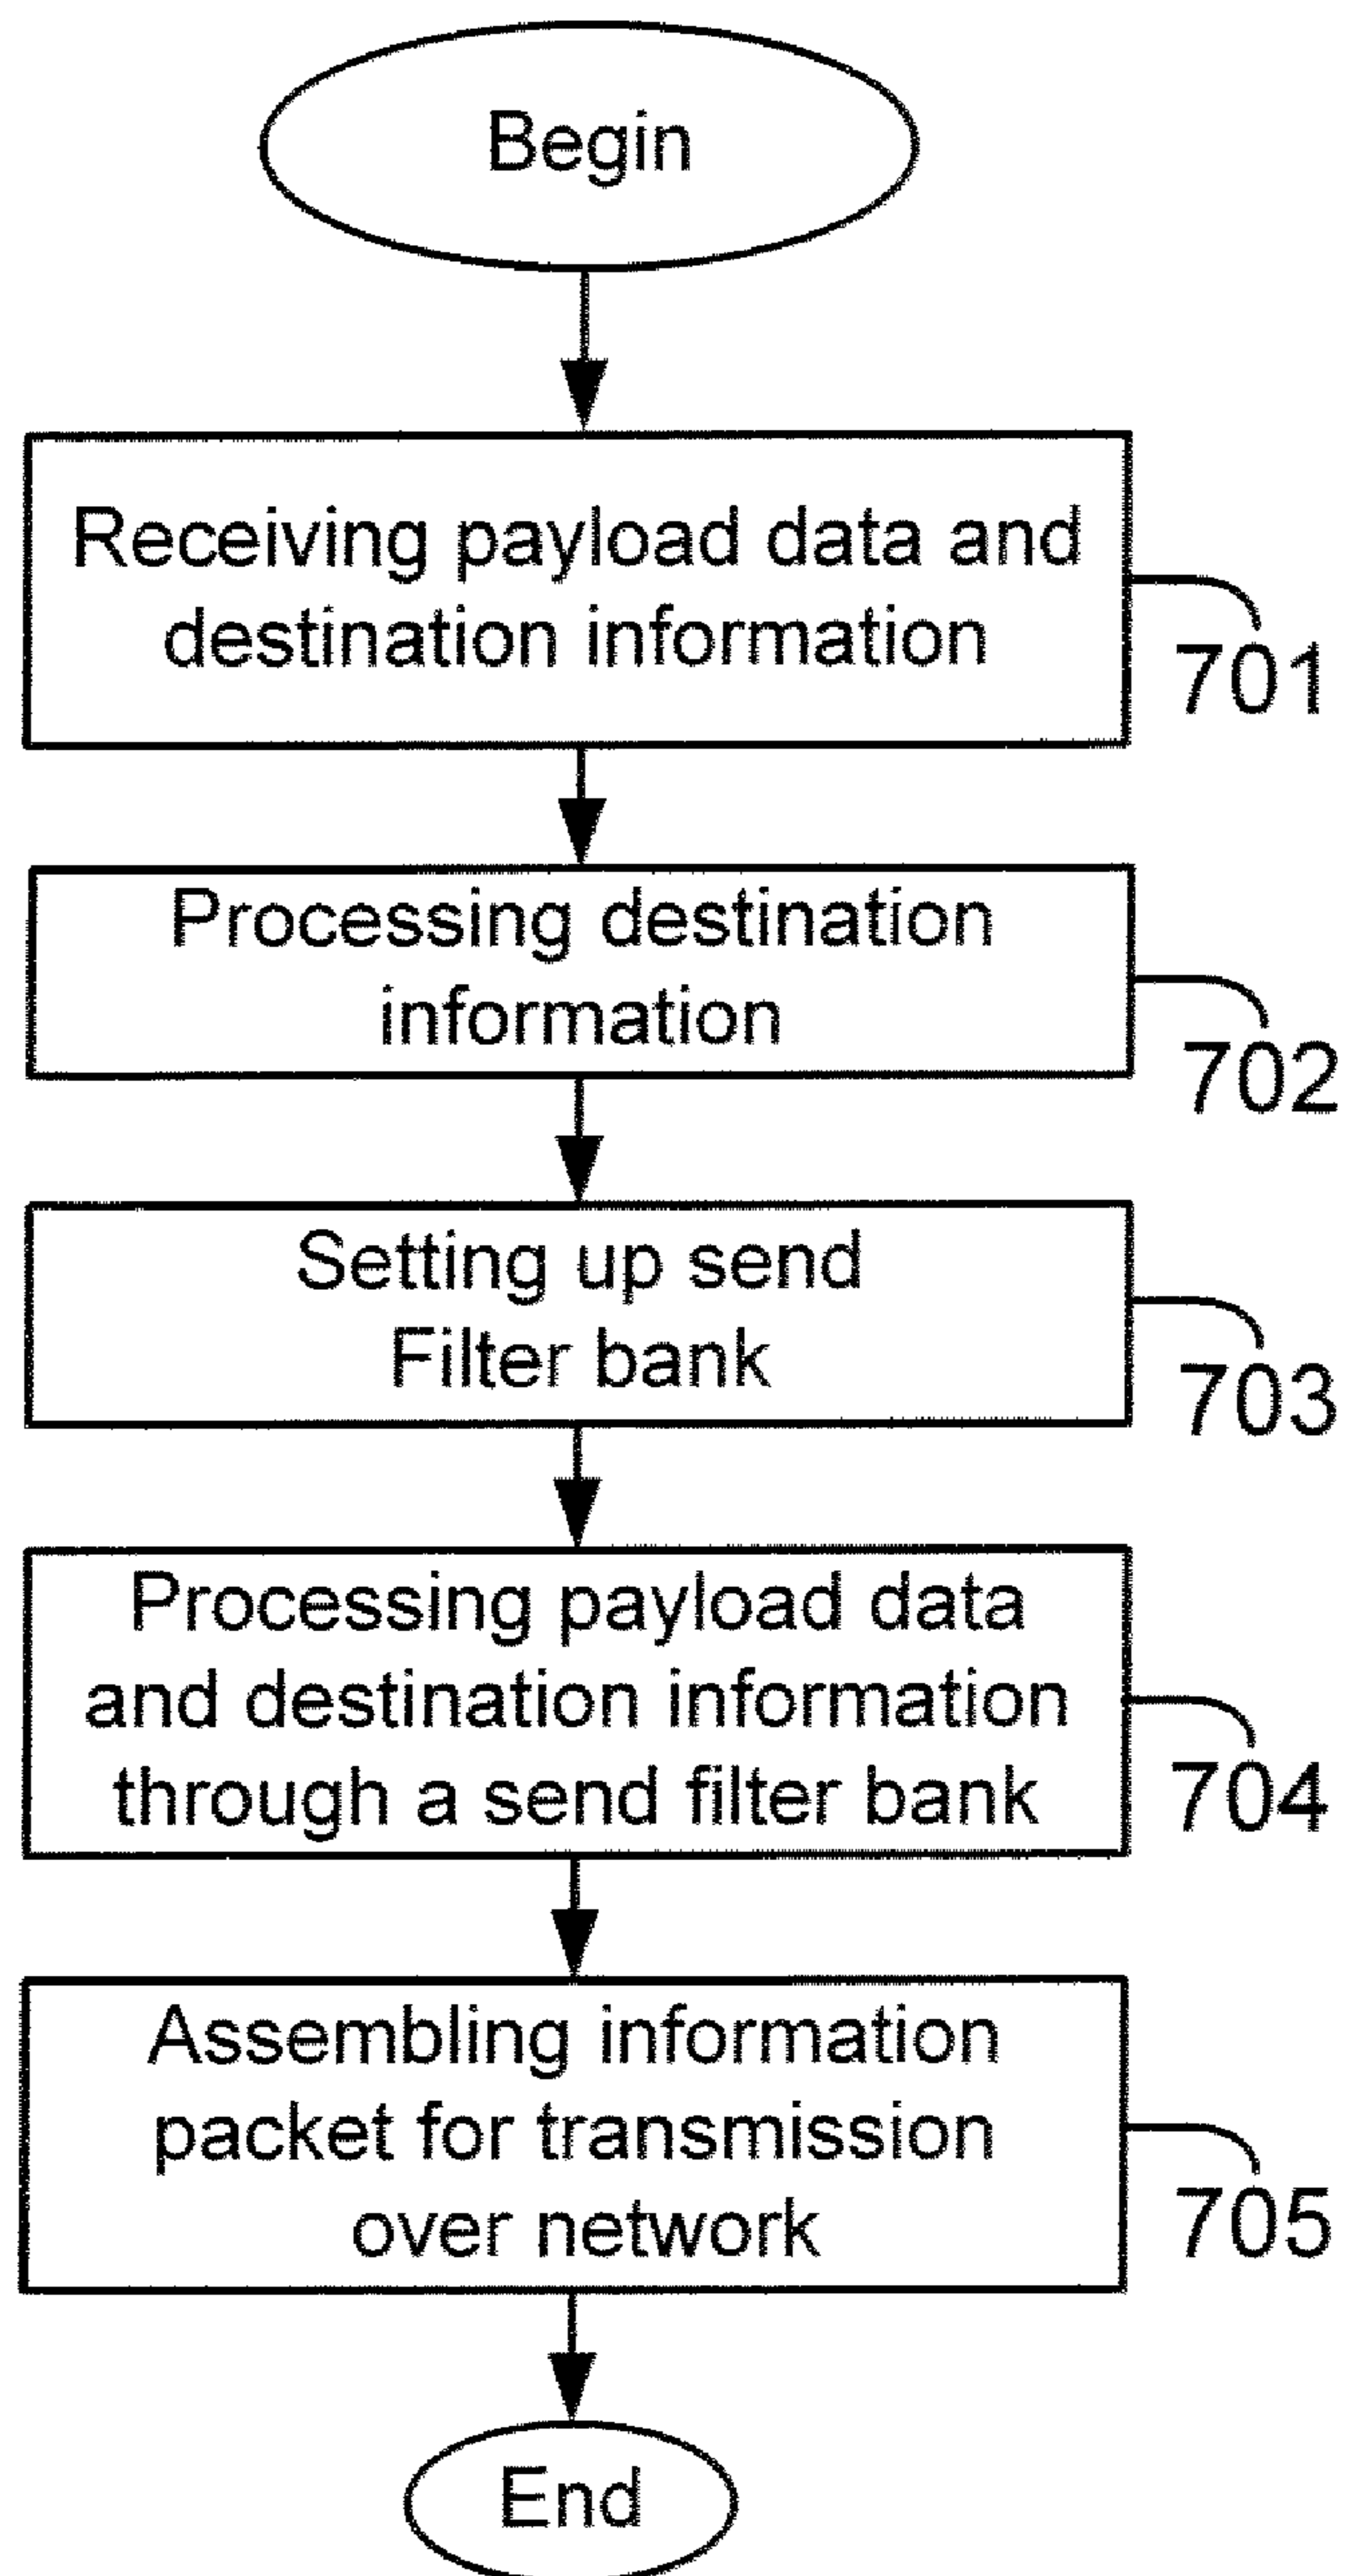 Begin
Receiving payload data and
destination information
701
Processing destination
information
702
Setting up send
Filter bank
703
Processing payload data
and destination information
through a send filter bank
704
Assembling information
packet for transmission
over network
705
End